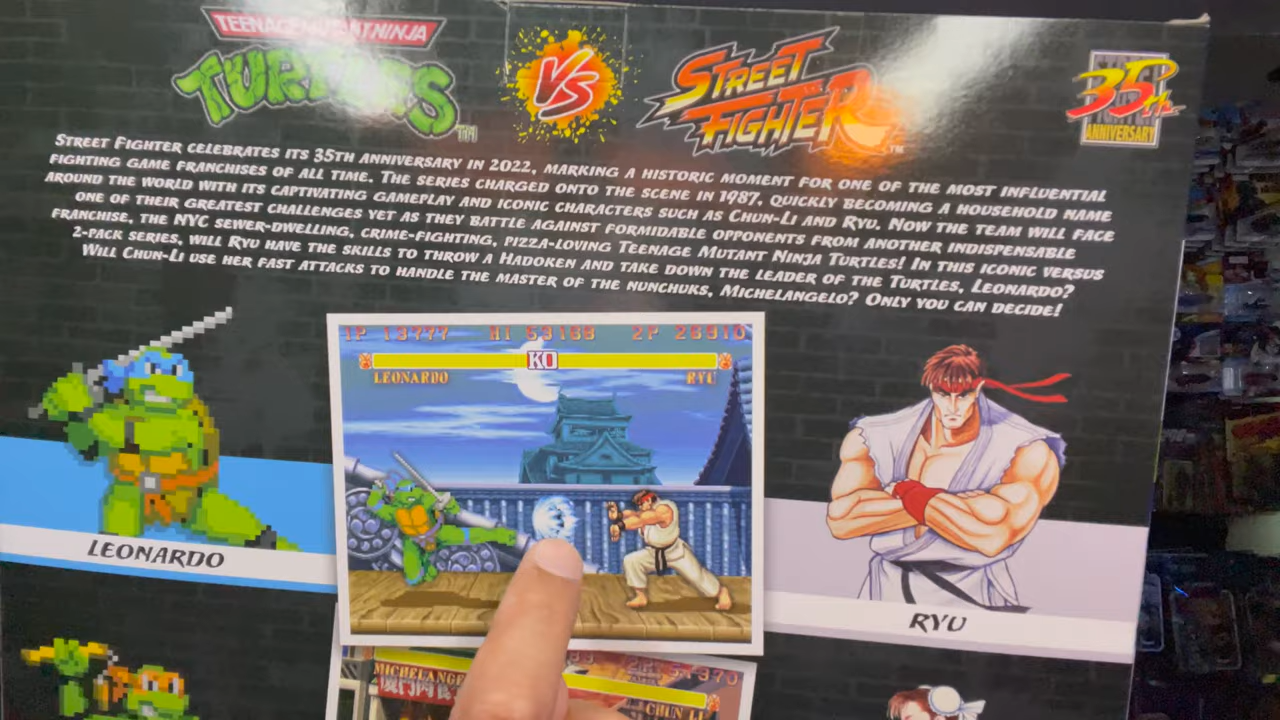 TEENAGE MUTANT NINJA
TURTLES
TM
VS
STREET
FIGHTER
TM
35th
ANNIVERSARY
STREET FIGHTER CELEBRATES ITS 35TH ANNIVERSARY IN 2022, MARKING A HISTORIC MOMENT FOR ONE OF THE MOST INFLUENTIAL
FIGHTING GAME FRANCHISES OF ALL TIME. THE SERIES CHARGED ONTO THE SCENE IN 1987, QUICKLY BECOMING A HOUSEHOLD NAME
AROUND THE WORLD WITH ITS CAPTIVATING GAMEPLAY AND ICONIC CHARACTERS SUCH AS CHUN-LI AND RYU. NOW THE TEAM WILL FACE
ONE OF THEIR GREATEST CHALLENGES YET AS THEY BATTLE AGAINST FORMIDABLE OPPONENTS FROM ANOTHER INDISPENSABLE
FRANCHISE, THE NYC SEWER-DWELLING, CRIME-FIGHTING, PIZZA-LOVING TEENAGE MUTANT NINJA TURTLES! IN THIS ICONIC VERSUS
2-PACK SERIES, WILL RYU HAVE THE SKILLS TO THROW A HADOKEN AND TAKE DOWN THE LEADER OF THE TURTLES, LEONARDO?
WILL CHUN-LI USE HER FAST ATTACKS TO HANDLE THE MASTER OF THE NUNCHUKS, MICHELANGELO? ONLY YOU CAN DECIDE!
1P 13777 HI 53168 2P 26910
KO
LEONARDO RYU
LEONARDO
RYU
CHUN LI